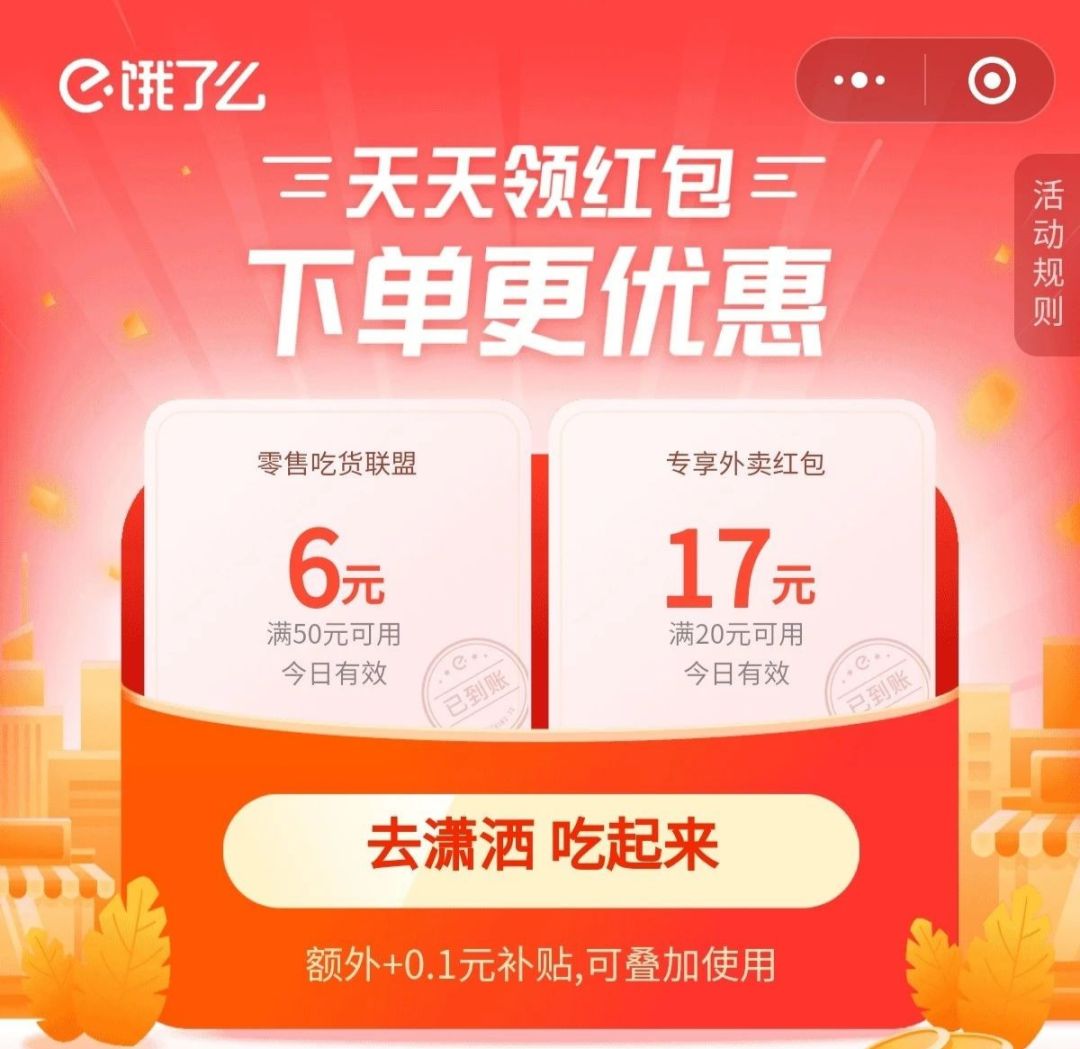 饿了么
天天领红包
下单更优惠
活动规则
零售吃货联盟
6元
满50元可用
今日有效
已到账
专享外卖红包
17元
满20元可用
今日有效
已到账
去潇洒 吃起来
额外+0.1元补贴,可叠加使用